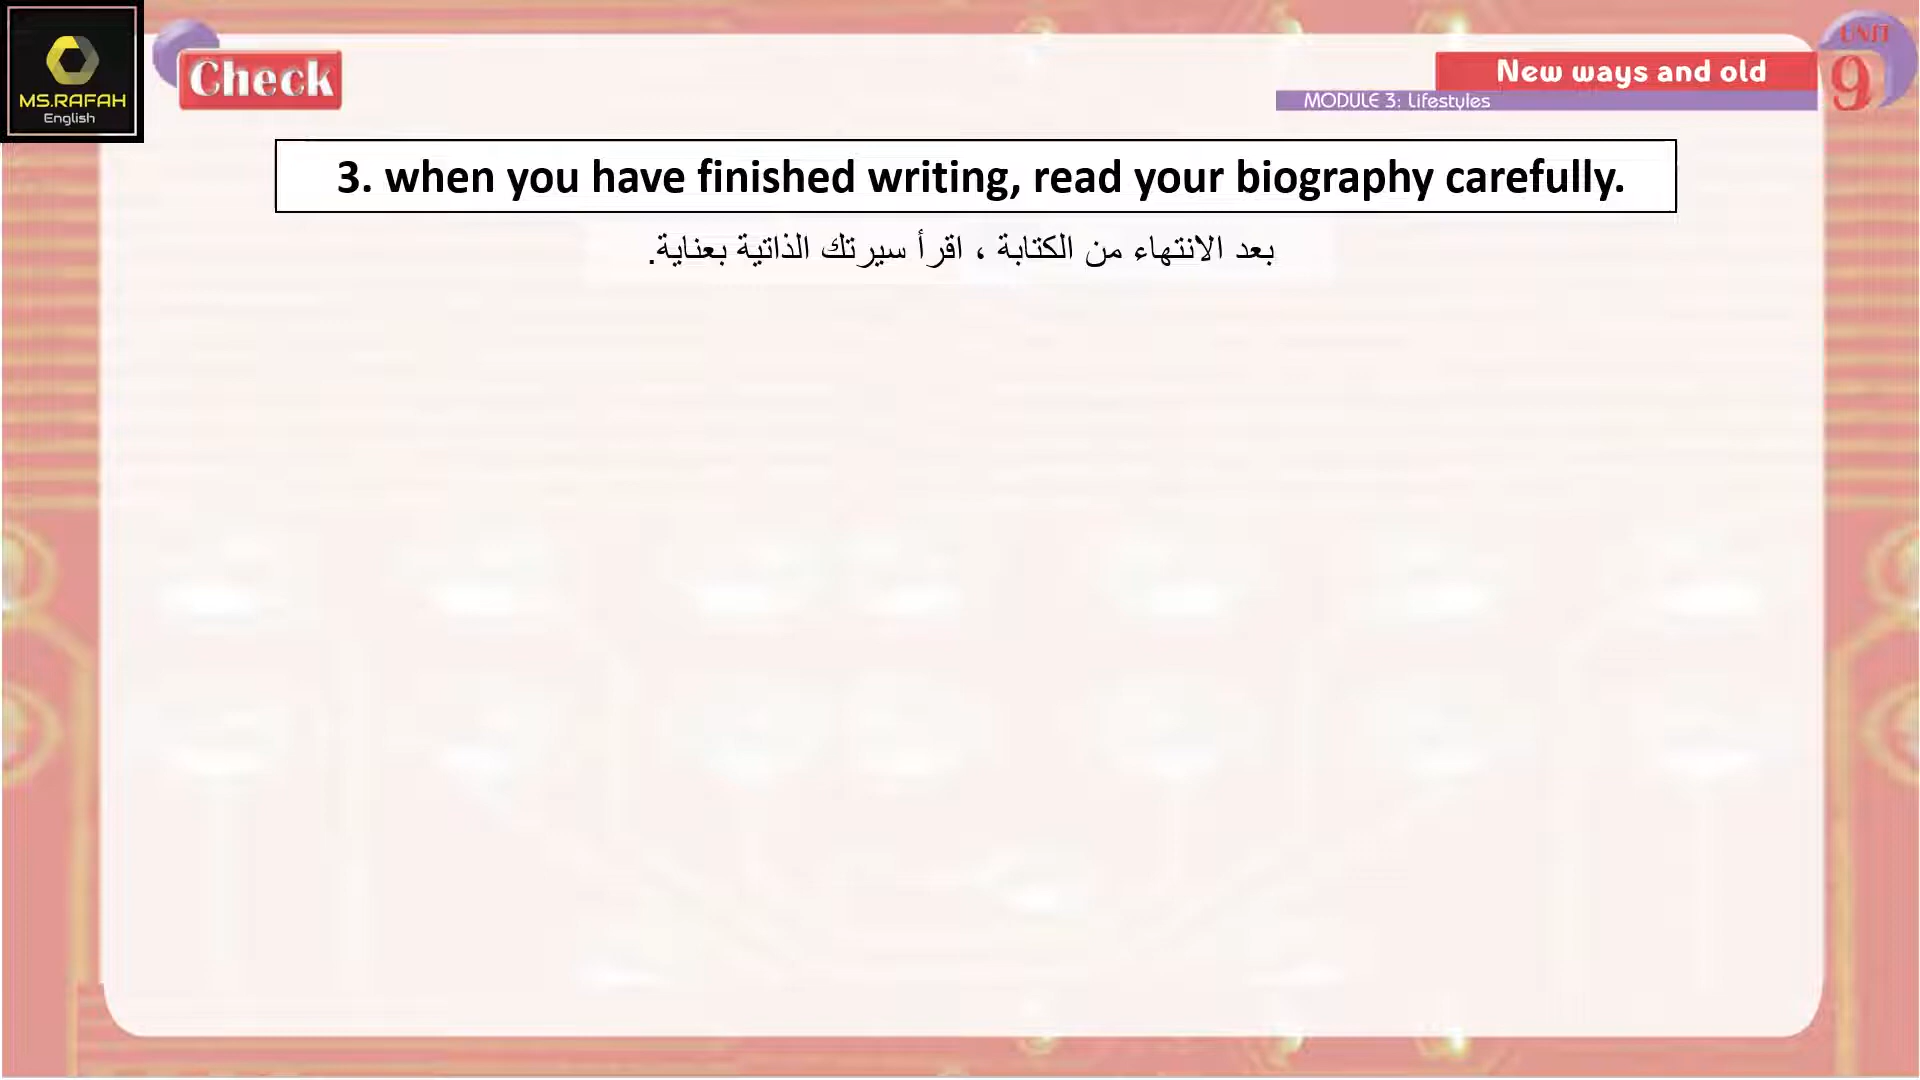 MS.RAFAH
English
Check
UNIT
9
New ways and old
MODULE 3: Lifestyles
3. when you have finished writing, read your biography carefully.
بعد الانتهاء من الكتابة ، اقرأ سيرتك الذاتية بعناية.